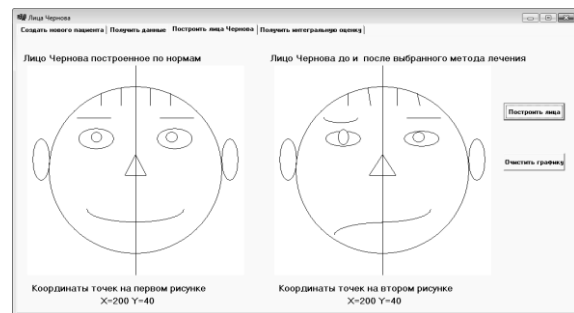 Лица Чернова
Создать нового пациента Получить данные Построить лица Чернова Получить интегральную оценку
Лицо Чернова построенное по нормам
Лицо Чернова до и после выбранного метода лечения
Построить лица
Очистить графику
Координаты точек на первом рисунке
X=200 Y=40
Координаты точек на втором рисунке
X=200 Y=40